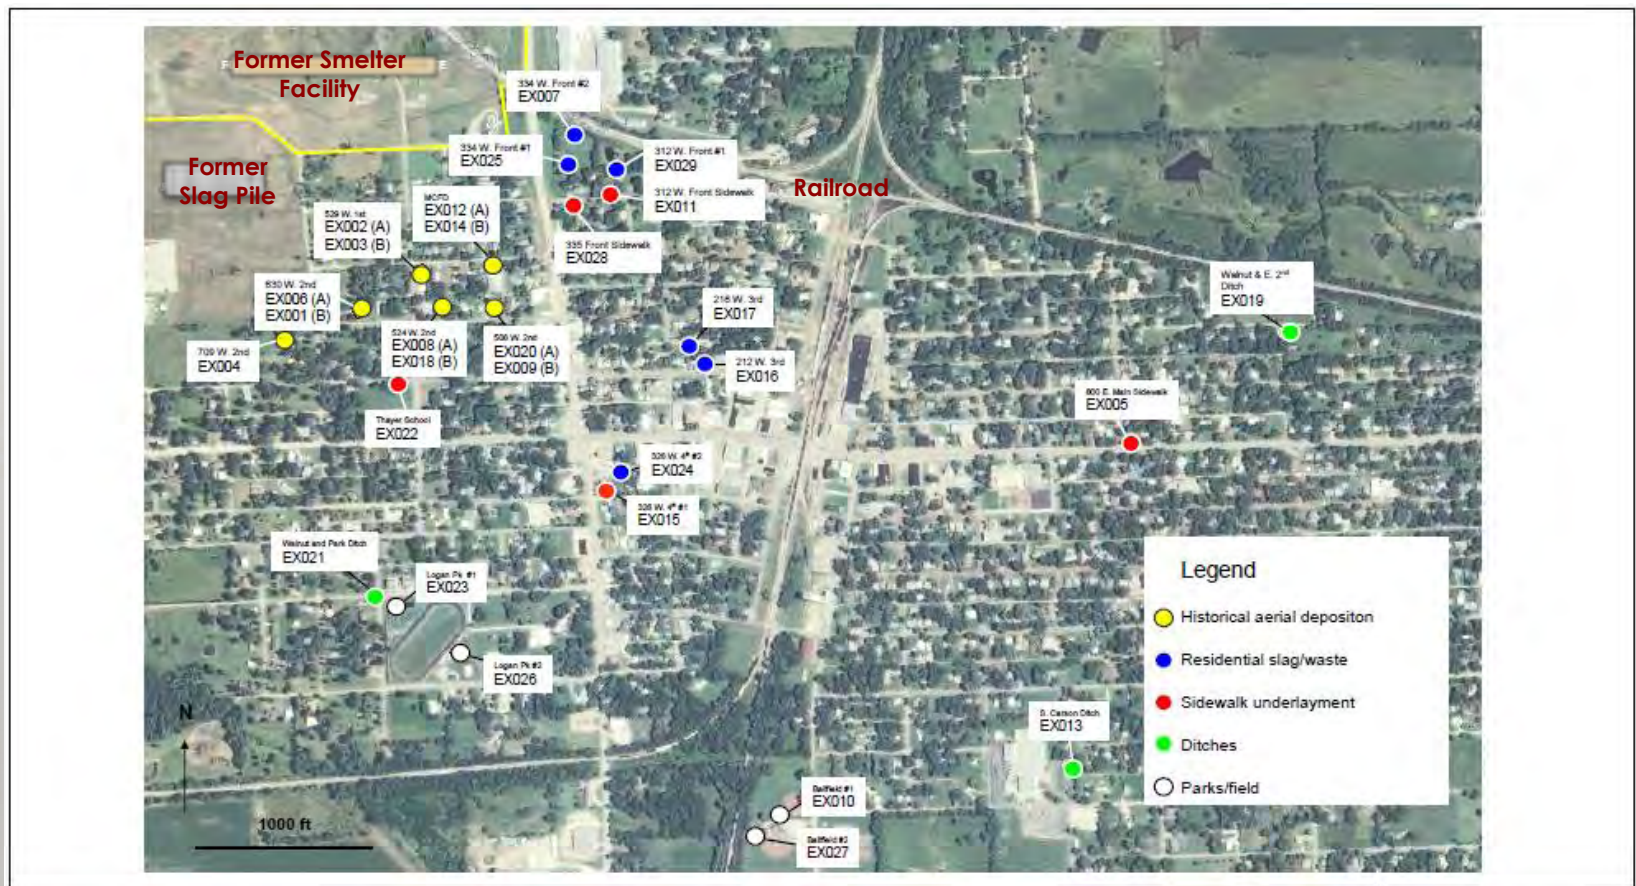 Former Smelter
Facility
F
E
334 W. Front #2
EX007
334 W. Front #1
EX025
312 W. Front #1
EX029
312 W. Front Sidewalk
EX011
335 Front Sidewalk
EX028
Railroad
Former
Slag Pile
MCFD
EX012 (A)
EX014 (B)
529 W. 1st
EX002 (A)
EX003 (B)
630 W. 2nd
EX006 (A)
EX001 (B)
709 W. 2nd
EX004
524 W. 2nd
EX008 (A)
EX018 (B)
506 W. 2nd
EX020 (A)
EX009 (B)
218 W. 3rd
EX017
212 W. 3rd
EX016
Walnut & E. 2nd
Ditch
EX019
Thayer School
EX022
800 E. Main Sidewalk
EX005
326 W. 4th #2
EX024
326 W. 4th #1
EX015
Walnut and Park Ditch
EX021
Logan Pk #1
EX023
Logan Pk #2
EX026
S. Carson Ditch
EX013
Ballfield #1
EX010
Ballfield #2
EX027
N
1000 ft
Legend
Historical aerial depositon
Residential slag/waste
Sidewalk underlayment
Ditches
Parks/field